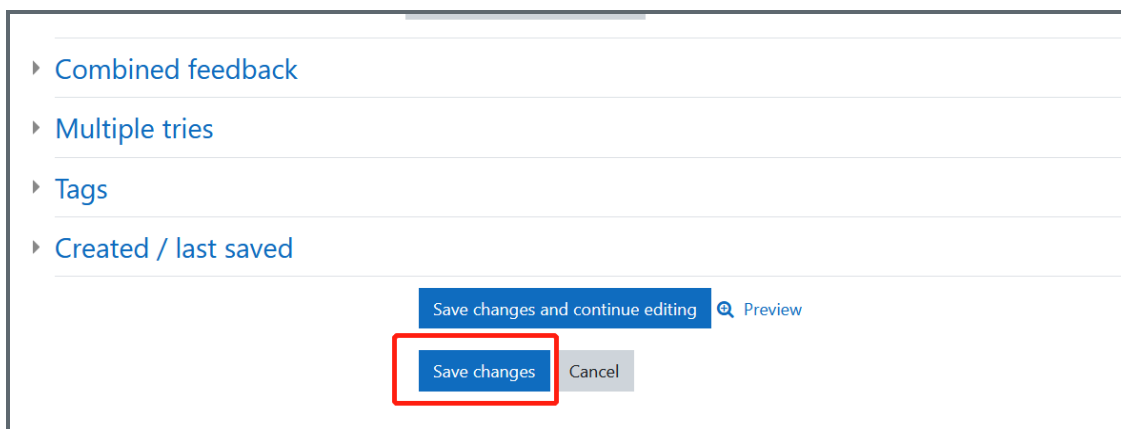 Combined feedback
Multiple tries
Tags
Created / last saved
Save changes and continue editing Preview
Save changes Cancel